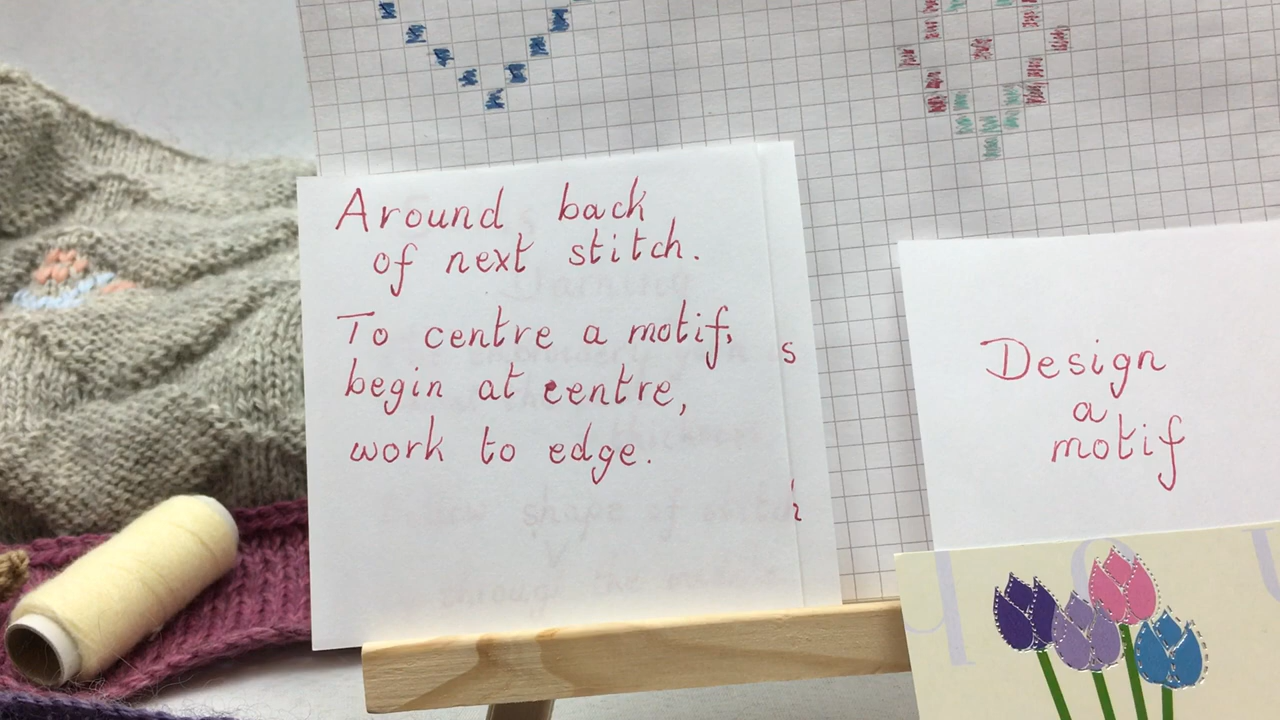 Around back
of next stitch.
To centre a motif,
begin at centre,
work to edge.
s
h
Design
a
motif